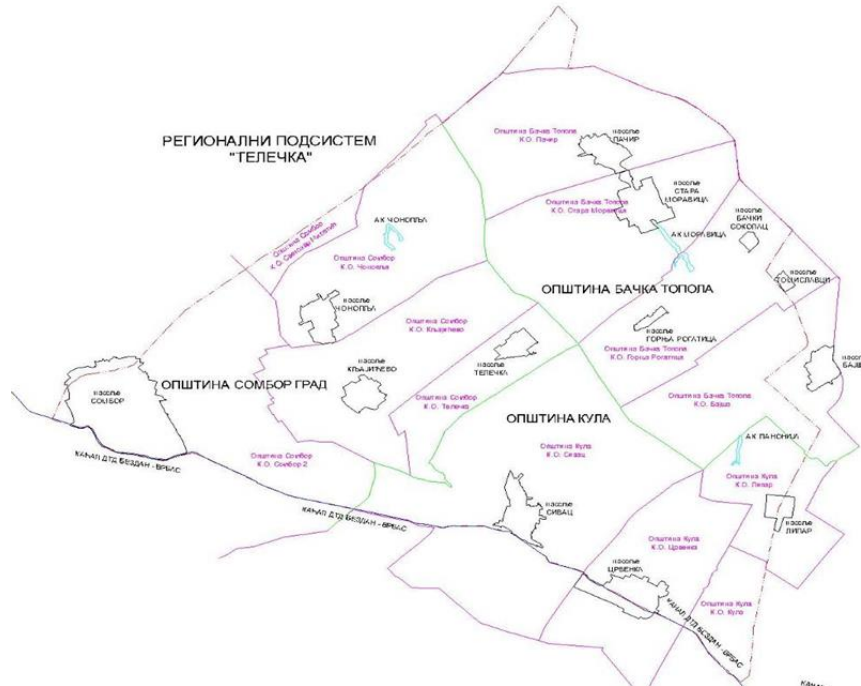 РЕГИОНАЛНИ ПОДСИСТЕМ
"ТЕЛЕЧКА"
Општина Бачка Топола
К.О. Пачир
насеље
ПАЧИР
насеље
СТАРА
МОРАВИЦА
Општина Бачка Топола
К.О. Стара Моравица
насеље
БАЧКИ
СОКОЛАЦ
АК ЧОНОПЉА
АК МОРАВИЦА
Општина Сомбор
К.О. Светозар Милетић
Општина Сомбор
К.О. Чонопља
ТОМИСЛАВЦИ
ОПШТИНА БАЧКА ТОПОЛА
насеље
ЧОНОПЉА
Општина Сомбор
К.О. Кљајићево
насеље
ГОРЊА РОГАТИЦА
Општина Бачка Топола
К.О. Горња Рогатица
насеље
ТЕЛЕЧКА
насеље
КЉАЈИЋЕВО
насеље
ОПШТИНА СОМБОР ГРАД
насеље
СОМБОР
Општина Сомбор
К.О. Телечка
Општина Бачка Топола
К.О. Бајша
ОПШТИНА КУЛА
АК ПАНОНИЈА
Општина Кула
К.О. Сивац
Општина Сомбор
К.О. Сомбор 2
КАНАЛ ДТД БЕЗДАН - ВРБАС
Општина Кула
К.О. Липар
насеље
СИВАЦ
КАНАЛ ДТД БЕЗДАН - ВРБАС
насеље
ЛИПАР
Општина Кула
К.О. Црвенка
насеље
ЦРВЕНКА
Општина Кула
К.О. Кула
КАНАЛ ДТД БЕЗДАН - ВРБАС